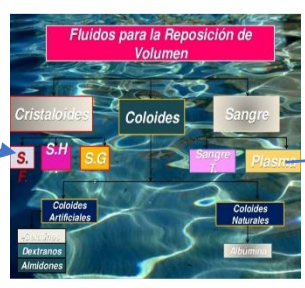 Fluidos para la Reposición de
Volumen
Cristaloides
Coloides
Sangre
S.
F.
S.H
S.G
Sangre
T.
Plasma
Coloides
Artificiales
Coloides
Naturales
Dextranos
Almidones
Albumina